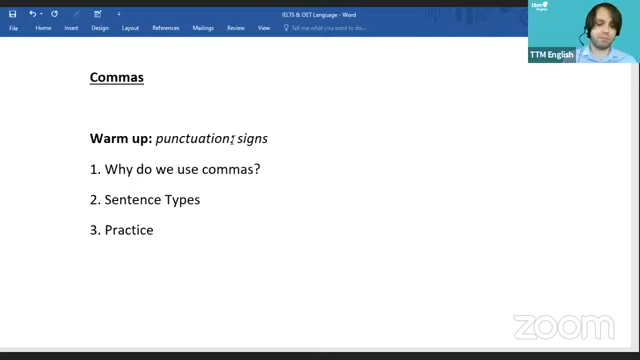 IELTS & OET Language - Word
File Home Insert Design Layout References Mailings Review View Tell me what you want to do...
ttm
English
TTM English
Commas
Warm up: punctuation signs
1. Why do we use commas?
2. Sentence Types
3. Practice
zoom